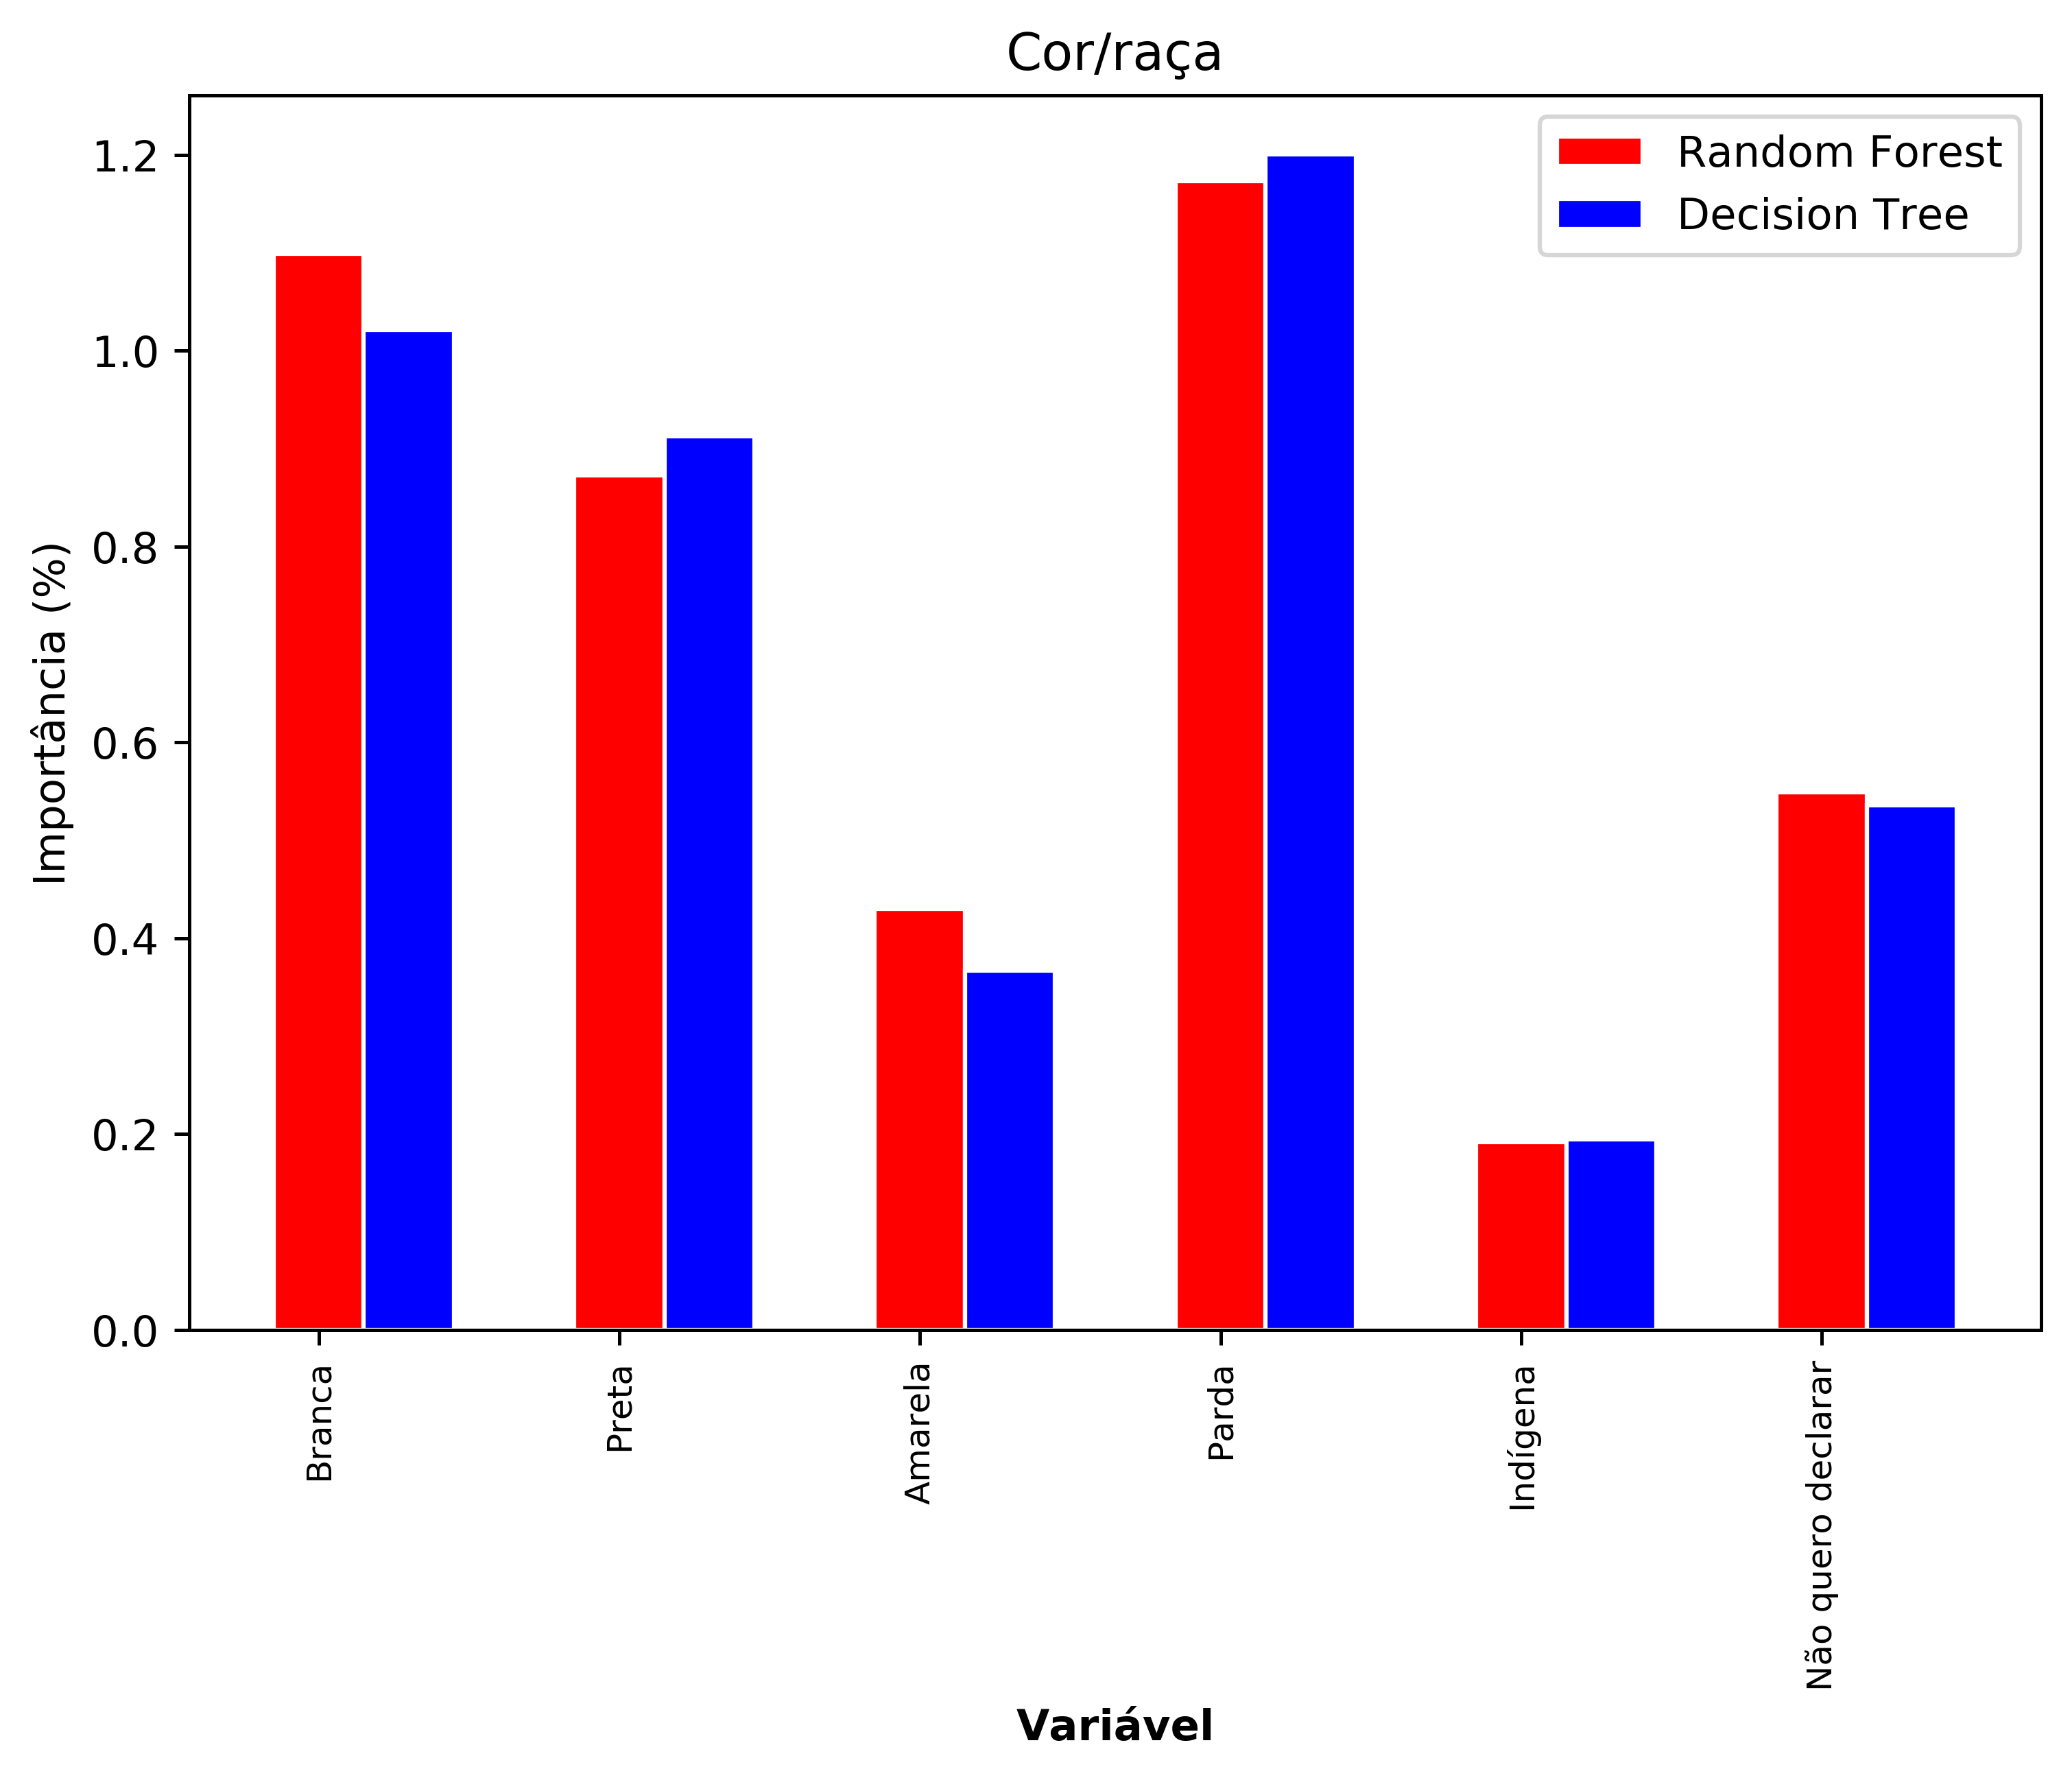 Cor/raça
Random Forest
Decision Tree
Importância (%)
1.2
1.0
0.8
0.6
0.4
0.2
0.0
Branca
Preta
Amarela
Parda
Indígena
Não quero declarar
Variável